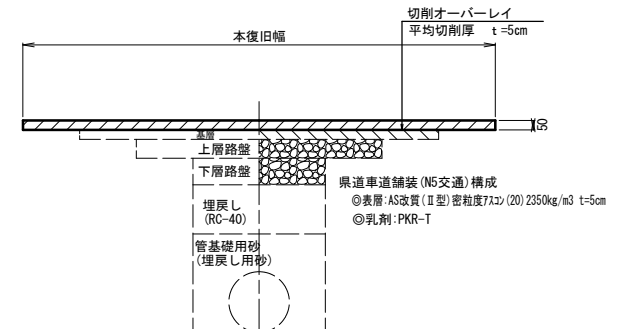 切削オーバーレイ
平均切削厚 t=5cm
本復旧幅
50
基層
上層路盤
下層路盤
県道車道舗装(N5交通)構成
◎表層:AS改質(Ⅱ型)密粒度アスコン(20)2350kg/m3 t=5cm
◎乳剤:PKR-T
埋戻し
(RC-40)
管基礎用砂
(埋戻し用砂)